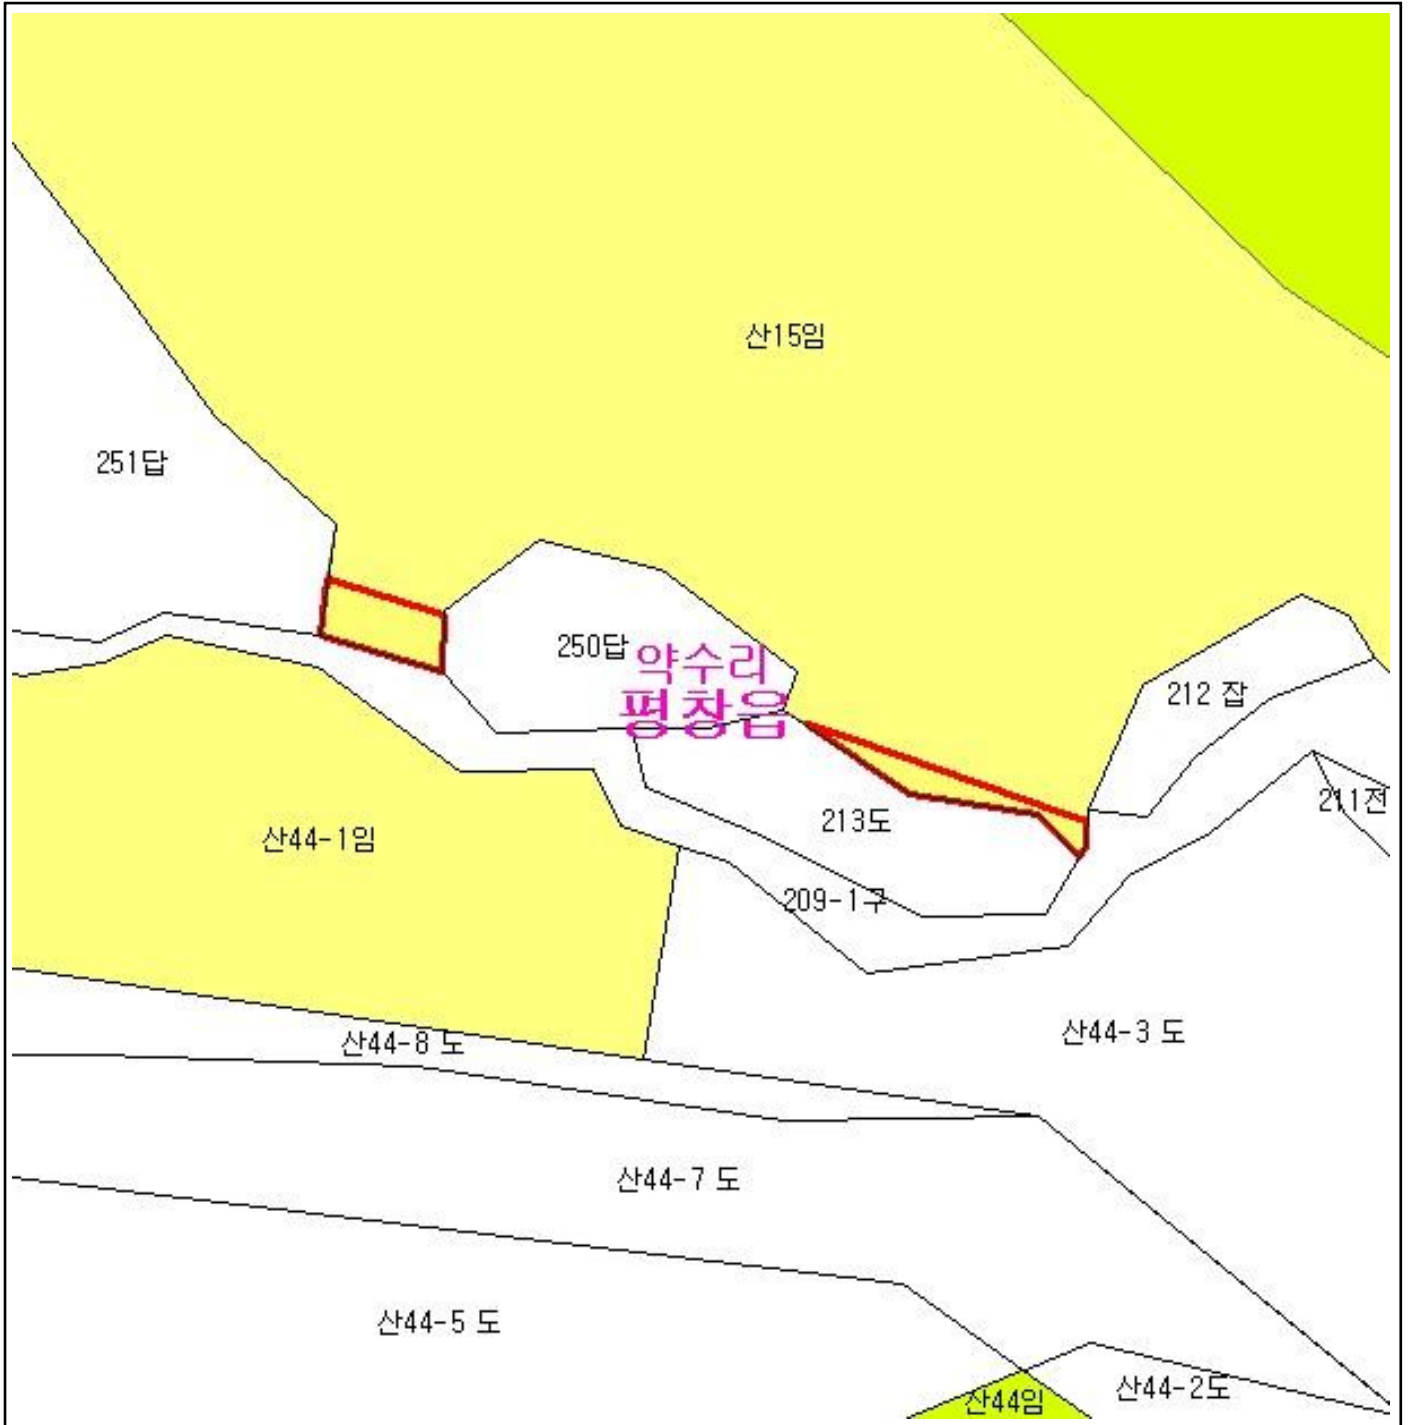 산15임
251답
250답
약수리
평창읍
212 잡
211전
213도
산44-1임
209-1구
산44-3 도
산44-8 도
산44-7 도
산44-5 도
산44-2도
산44임